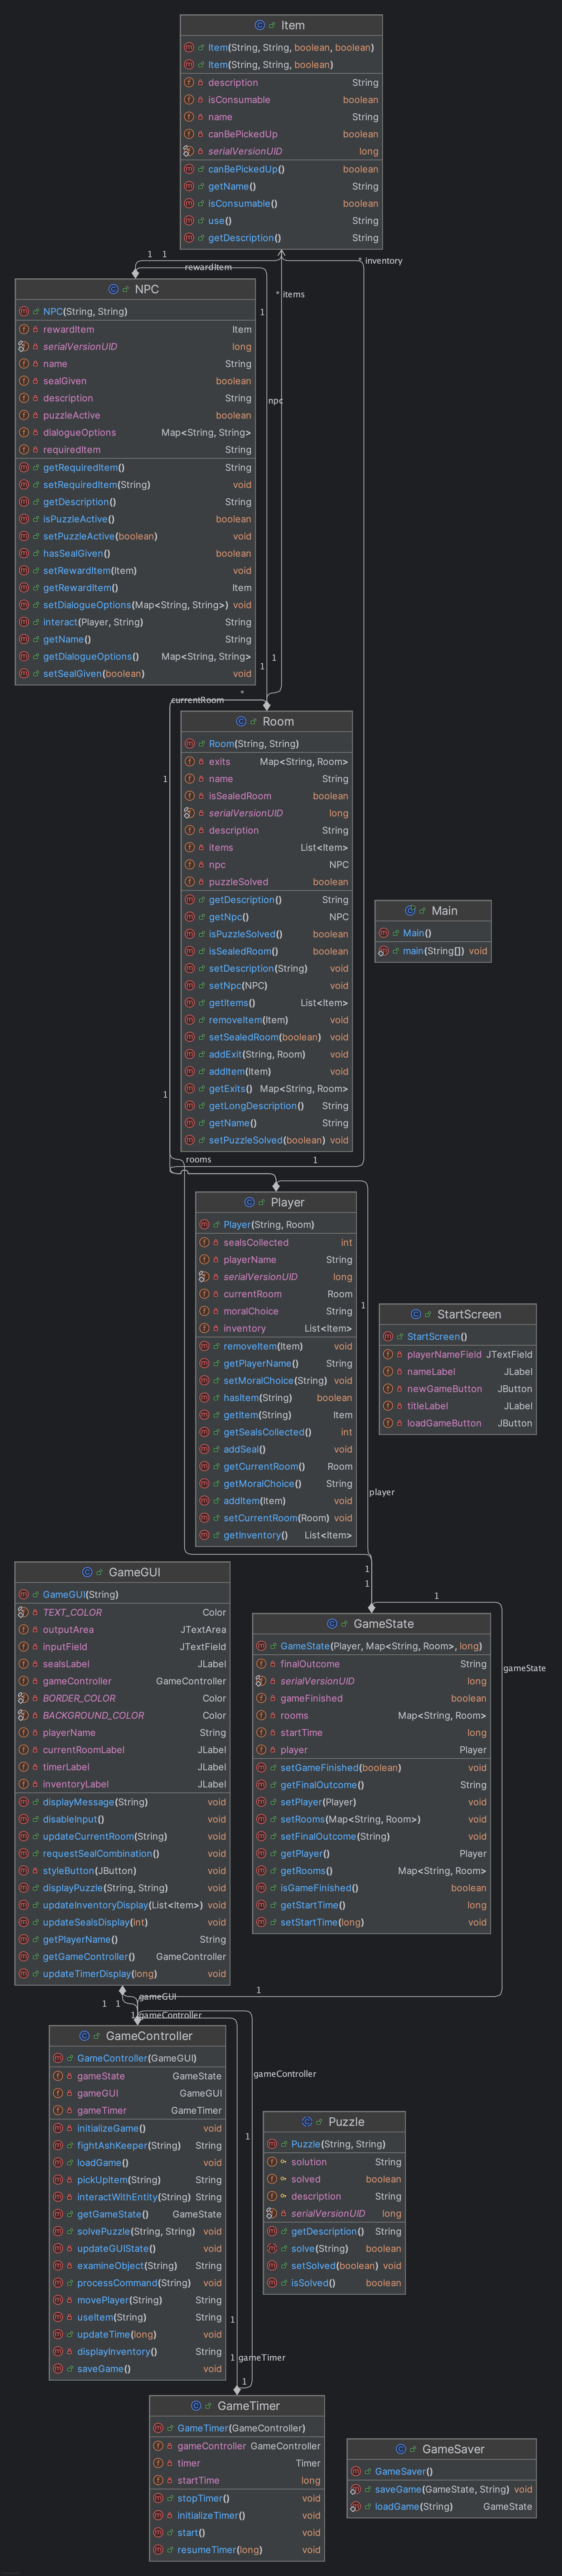 Item
Item(String, String, boolean, boolean)
Item(String, String, boolean)
description String
isConsumable boolean
name String
canBePickedUp boolean
serialVersionUID long
canBePickedUp() boolean
getName() String
isConsumable() boolean
use() String
getDescription() String
1 1 * inventory
rewardItem
NPC
* items
NPC(String, String)
1
rewardItem Item
serialVersionUID long
name String
sealGiven boolean
description String
npc
puzzleActive boolean
dialogueOptions Map<String, String>
requiredItem String
getRequiredItem() String
setRequiredItem(String) void
getDescription() String
isPuzzleActive() boolean
setPuzzleActive(boolean) void
hasSealGiven() boolean
setRewardItem(Item) void
getRewardItem() Item
setDialogueOptions(Map<String, String>) void
interact(Player, String) String
getName() String
getDialogueOptions() Map<String, String>
1
1
setSealGiven(boolean) void
*
currentRoom
Room
Room(String, String)
exits Map<String, Room>
1
name String
isSealedRoom boolean
serialVersionUID long
description String
items List<Item>
npc NPC
puzzleSolved boolean
getDescription() String
getNpc() NPC
isPuzzleSolved() boolean
isSealedRoom() boolean
setDescription(String) void
setNpc(NPC) void
getItems() List<Item>
removeItem(Item) void
setSealedRoom(boolean) void
addExit(String, Room) void
addItem(Item) void
getExits() Map<String, Room>
1
getLongDescription() String
getName() String
setPuzzleSolved(boolean) void
Main
Main()
main(String[]) void
rooms 1
Player
Player(String, Room)
sealsCollected int
playerName String
serialVersionUID long
currentRoom Room
moralChoice String
1
inventory List<Item>
removeItem(Item) void
getPlayerName() String
setMoralChoice(String) void
hasItem(String) boolean
getItem(String) Item
getSealsCollected() int
addSeal() void
getCurrentRoom() Room
getMoralChoice() String
player
addItem(Item) void
setCurrentRoom(Room) void
getInventory() List<Item>
StartScreen
StartScreen()
playerNameField JTextField
nameLabel JLabel
newGameButton JButton
titleLabel JLabel
loadGameButton JButton
1
1
1
GameGUI
GameGUI(String)
TEXT_COLOR Color
outputArea JTextArea
inputField JTextField
sealsLabel JLabel
gameController GameController
BORDER_COLOR Color
BACKGROUND_COLOR Color
playerName String
currentRoomLabel JLabel
timerLabel JLabel
inventoryLabel JLabel
displayMessage(String) void
disableInput() void
updateCurrentRoom(String) void
requestSealCombination() void
styleButton(JButton) void
displayPuzzle(String, String) void
updateInventoryDisplay(List<Item>) void
updateSealsDisplay(int) void
getPlayerName() String
getGameController() GameController
updateTimerDisplay(long) void
GameState
GameState(Player, Map<String, Room>, long)
finalOutcome String
gameState
serialVersionUID long
gameFinished boolean
rooms Map<String, Room>
startTime long
player Player
setGameFinished(boolean) void
getFinalOutcome() String
setPlayer(Player) void
setRooms(Map<String, Room>) void
setFinalOutcome(String) void
getPlayer() Player
getRooms() Map<String, Room>
isGameFinished() boolean
getStartTime() long
setStartTime(long) void
1
gameGUI
1 1
1 gameController
GameController
GameController(GameGUI)
gameController
gameState GameState
gameGUI GameGUI
gameTimer GameTimer
initializeGame() void
1
fightAshKeeper(String) String
loadGame() void
pickUpItem(String) String
interactWithEntity(String) String
getGameState() GameState
solvePuzzle(String, String) void
updateGUIState() void
examineObject(String) String
processCommand(String) void
movePlayer(String) String
useItem(String) String
1
updateTime(long) void
displayInventory() String
saveGame() void
Puzzle
Puzzle(String, String)
solution String
solved boolean
description String
serialVersionUID long
getDescription() String
solve(String) boolean
setSolved(boolean) void
isSolved() boolean
1 gameTimer
1
GameTimer
GameTimer(GameController)
gameController GameController
timer Timer
startTime long
stopTimer() void
initializeTimer() void
start() void
resumeTimer(long) void
GameSaver
GameSaver()
saveGame(GameState, String) void
loadGame(String) GameState